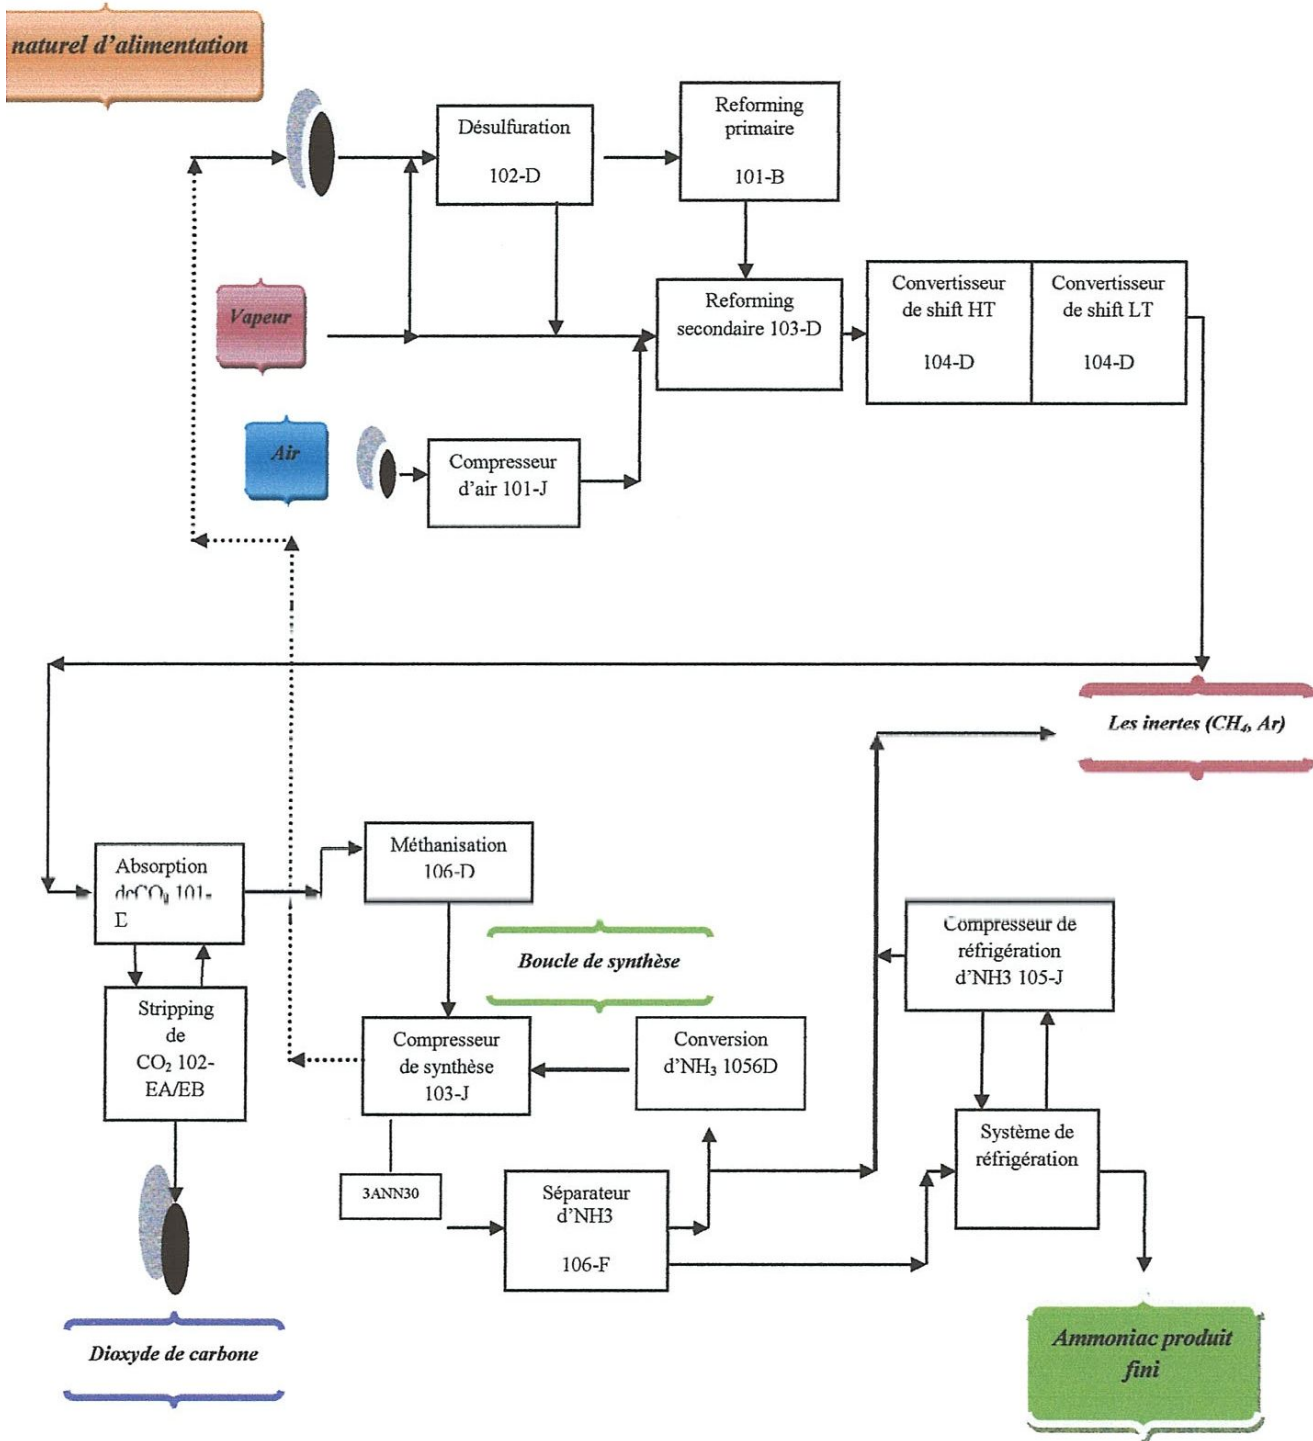 naturel d'alimentation
Désulfuration
102-D
Reforming
primaire
101-B
Vapeur
Reforming
secondaire 103-D
Convertisseur
de shift HT
104-D
Convertisseur
de shift LT
104-D
Air
Compresseur
d'air 101-J
Les inertes (CH₄, Ar)
Absorption
deCO₂ 101-
E
Méthanisation
106-D
Boucle de synthèse
Compresseur de
réfrigération
d'NH3 105-J
Stripping
de
CO₂ 102-
EA/EB
Compresseur
de synthèse
103-J
Conversion
d'NH₃ 1056D
Système de
réfrigération
3ANN30
Séparateur
d'NH3
106-F
Dioxyde de carbone
Ammoniac produit
fini